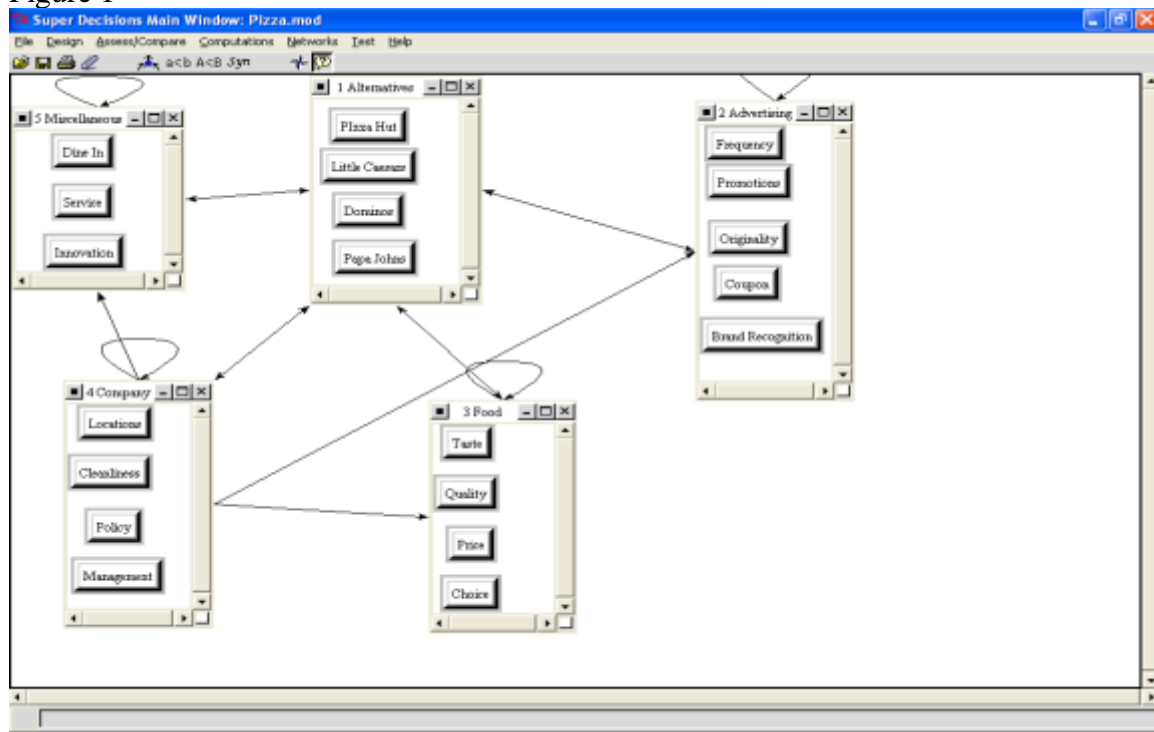 Figure 1
Super Decisions Main Window: Pizza.mod
File Design Assess/Compare Computations Networks Test Help
a<b A<B Syn
5 Miscellaneous
Dine In
Service
Innovation
1 Alternatives
Pizza Hut
Little Caesars
Dominos
Papa Johns
2 Advertising
Frequency
Promotions
Originality
Coupon
Brand Recognition
4 Company
Locations
Cleanliness
Policy
Management
3 Food
Taste
Quality
Price
Choice